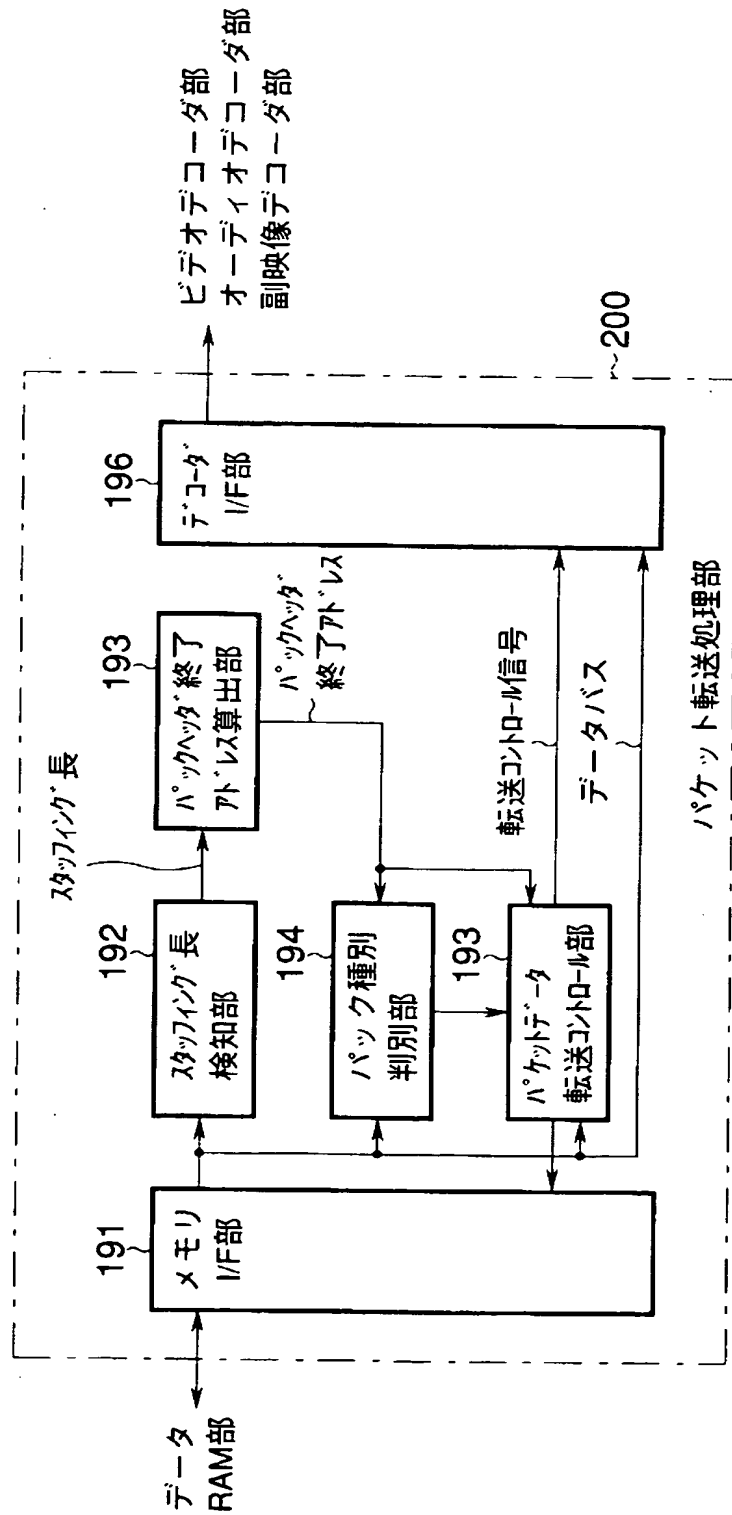 データ
RAM部
191
メモリ
I/F部
192
スタッフィング長
検知部
スタッフィング長
193
パックヘッダ終了
アドレス算出部
パックヘッダ
終了アドレス
194
パック種別
判別部
193
パケットデータ
転送コントロール部
転送コントロール信号
データバス
196
デコーダ
I/F部
ビデオデコーダ部
オーディオデコーダ部
副映像デコーダ部
200
パケット転送処理部